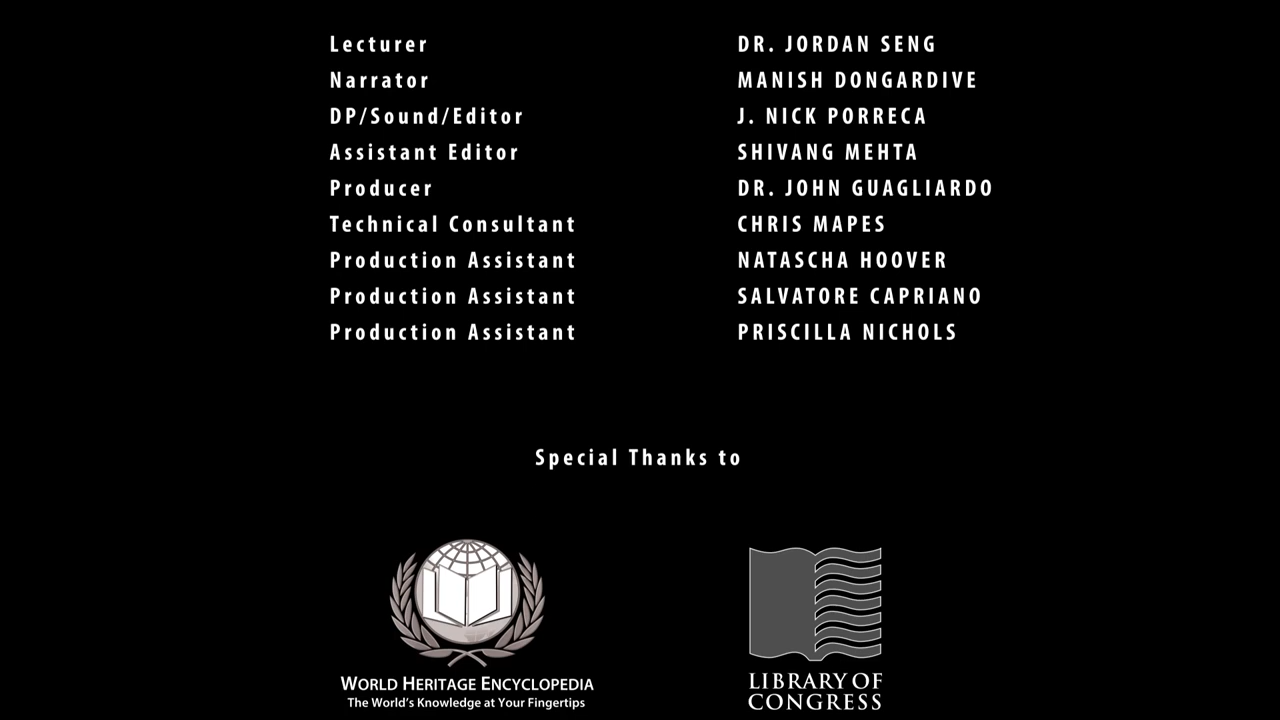 Lecturer DR. JORDAN SENG
Narrator MANISH DONGARDIVE
DP/Sound/Editor J. NICK PORRECA
Assistant Editor SHIVANG MEHTA
Producer DR. JOHN GUAGLIARDO
Technical Consultant CHRIS MAPES
Production Assistant NATASCHA HOOVER
Production Assistant SALVATORE CAPRIANO
Production Assistant PRISCILLA NICHOLS
Special Thanks to
WORLD HERITAGE ENCYCLOPEDIA
The World's Knowledge at Your Fingertips
LIBRARY OF
CONGRESS